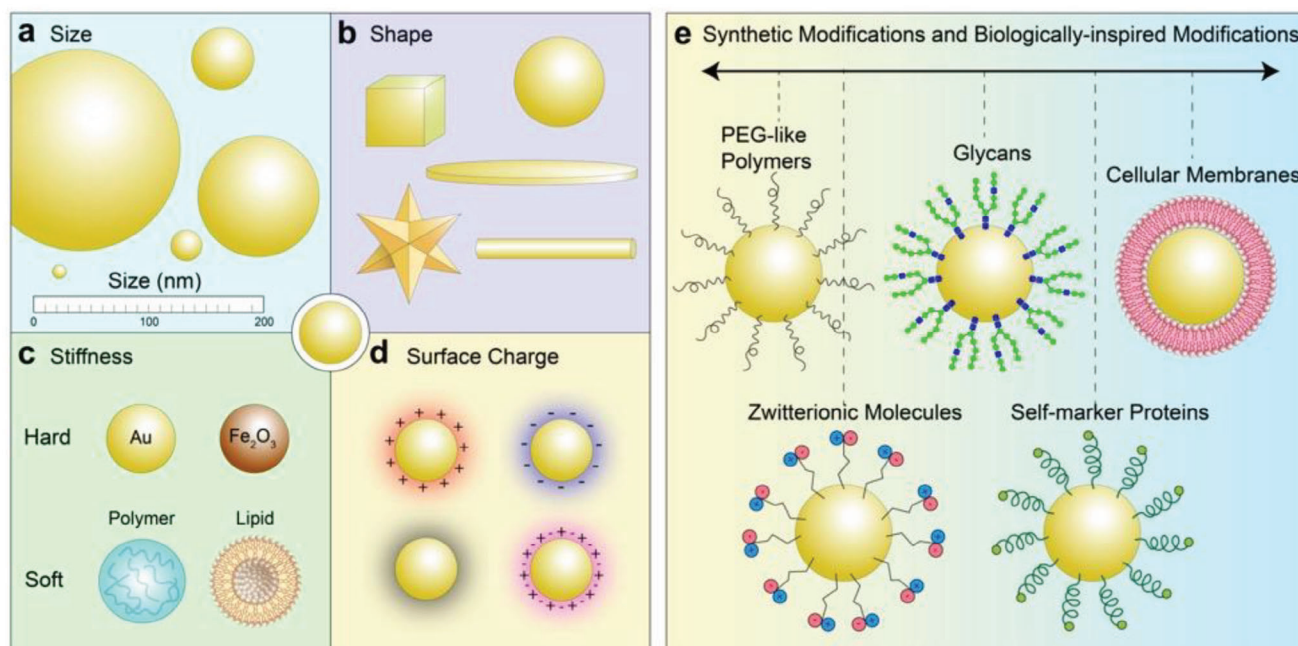 a Size
Size (nm)
0 100 200
b Shape
c Stiffness
Hard
Au
Fe2O3
Polymer
Lipid
Soft
d Surface Charge
e Synthetic Modifications and Biologically-inspired Modifications
PEG-like
Polymers
Glycans
Cellular Membranes
Zwitterionic Molecules
Self-marker Proteins